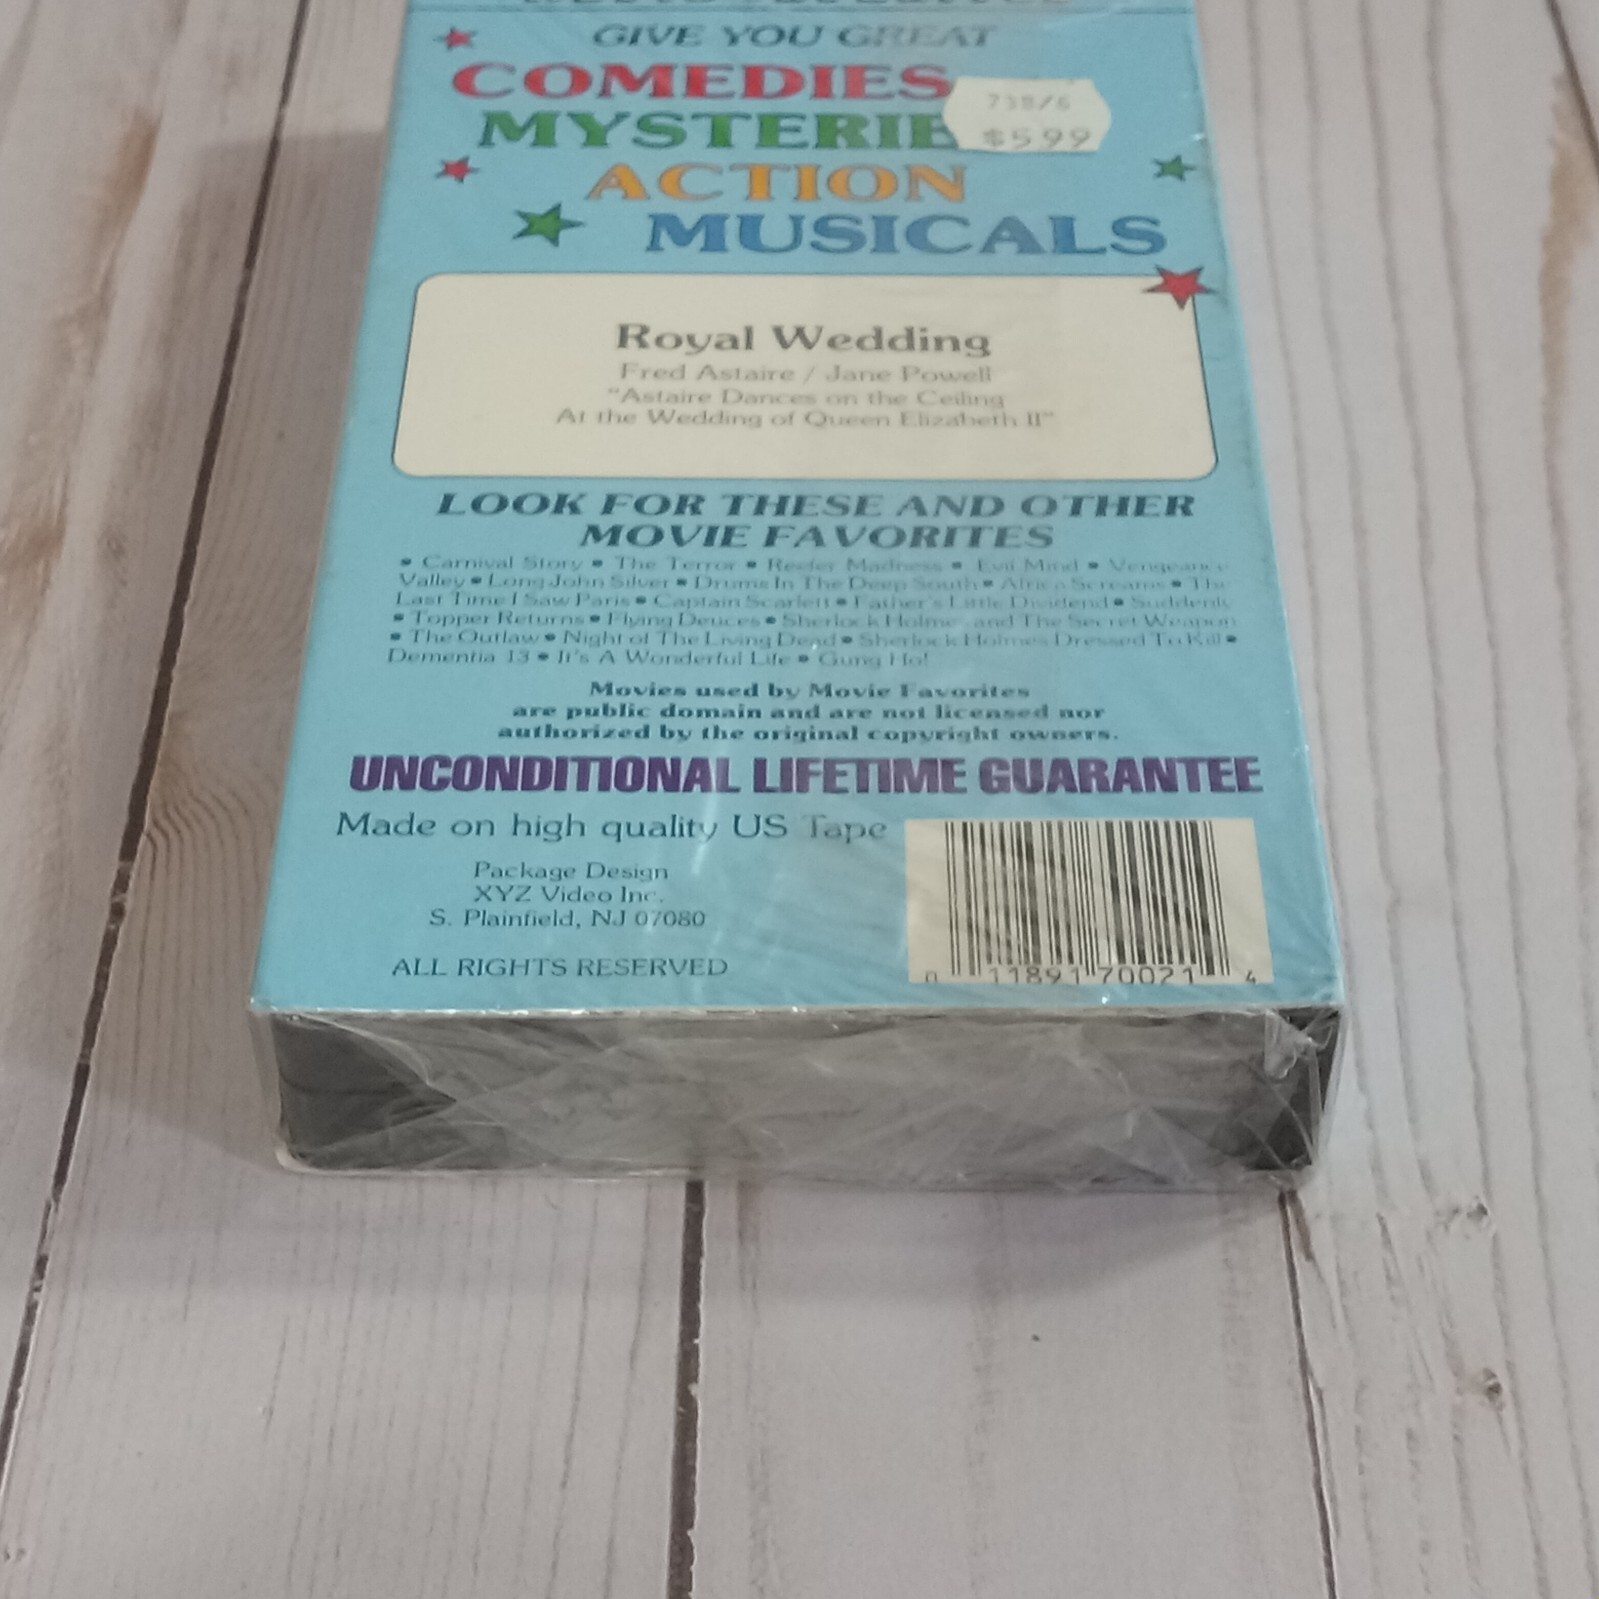 GIVE YOU GREAT
COMEDIES
738/6
$5.99
MYSTERIE
ACTION
MUSICALS
Royal Wedding
Fred Astaire / Jane Powell
"Astaire Dances on the Ceiling
At the Wedding of Queen Elizabeth II"
LOOK FOR THESE AND OTHER
MOVIE FAVORITES
• Carnival Story • The Terror • Reefer Madness • Evil Mind • Vengeance
Valley • Long John Silver • Drums In The Deep South • Africa Screams • The
Last Time I Saw Paris • Captain Scarlett • Father's Little Dividend • Suddenly
• Topper Returns • Flying Deuces • Sherlock Holmes and The Secret Weapon
• The Outlaw • Night of The Living Dead • Sherlock Holmes Dressed To Kill •
Dementia 13 • It's A Wonderful Life • Gung Ho!
Movies used by Movie Favorites
are public domain and are not licensed nor
authorized by the original copyright owners.
UNCONDITIONAL LIFETIME GUARANTEE
Made on high quality US Tape
Package Design
XYZ Video Inc.
S. Plainfield, NJ 07080
ALL RIGHTS RESERVED
0 11891 70021 4